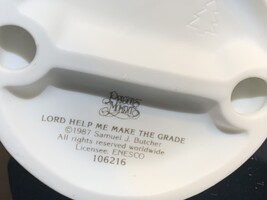 PRECIOUS
MOMENTS
LORD HELP ME MAKE THE GRADE
©1987 Samuel J. Butcher
All rights reserved worldwide
Licensee, ENESCO
106216